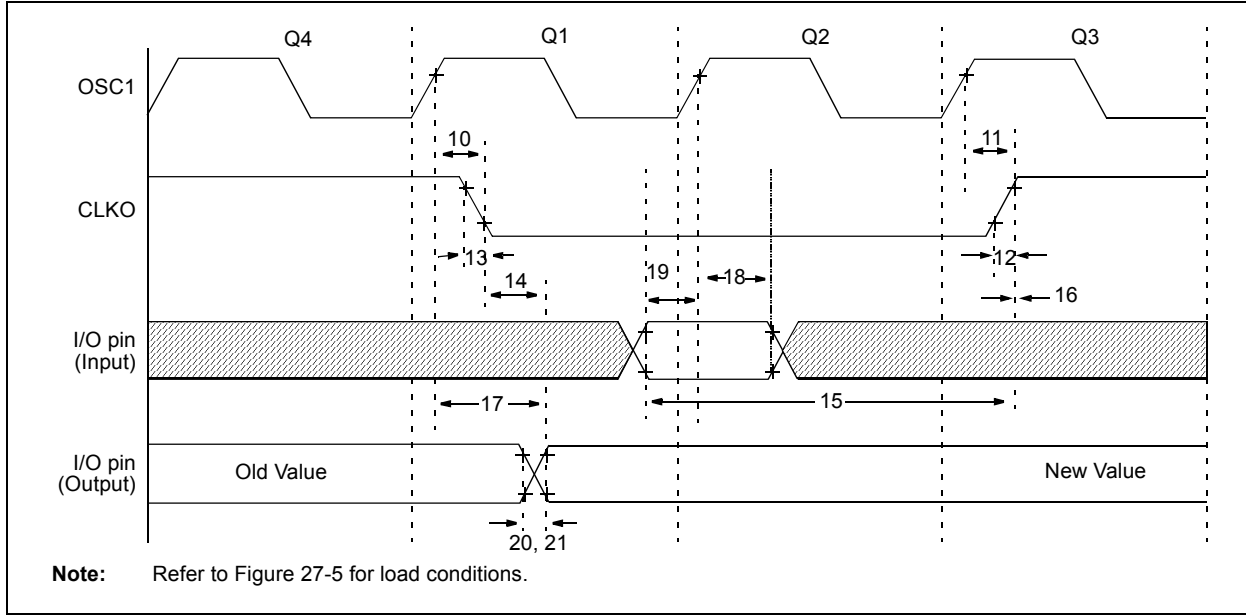 Q4 Q1 Q2 Q3
OSC1
10 11
CLKO
13 12
14 19 18 16
I/O pin
(Input)
17 15
I/O pin
(Output)
Old Value New Value
20, 21
Note: Refer to Figure 27-5 for load conditions.